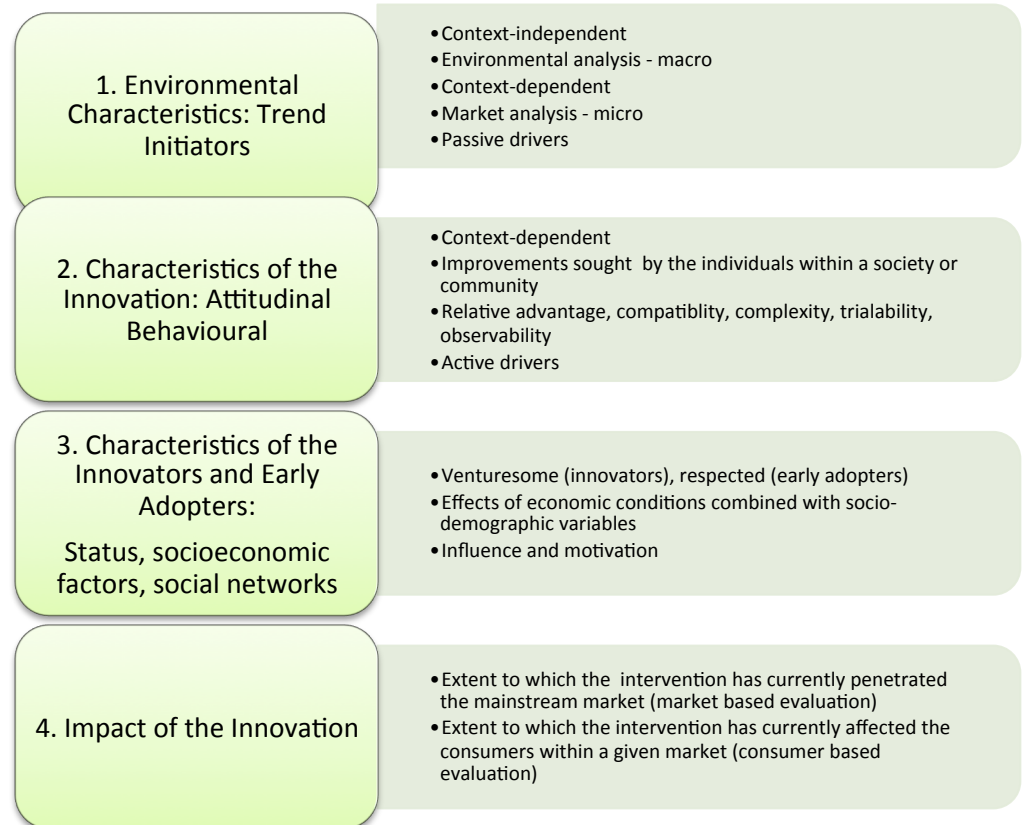 1. Environmental
Characteristics: Trend
Initiators
•Context-independent
•Environmental analysis - macro
•Context-dependent
•Market analysis - micro
•Passive drivers
2. Characteristics of the
Innovation: Attitudinal
Behavioural
•Context-dependent
•Improvements sought by the individuals within a society or
community
•Relative advantage, compatiblity, complexity, trialability,
observability
•Active drivers
3. Characteristics of the
Innovators and Early
Adopters:
Status, socioeconomic
factors, social networks
•Venturesome (innovators), respected (early adopters)
•Effects of economic conditions combined with socio-
demographic variables
•Influence and motivation
4. Impact of the Innovation
•Extent to which the intervention has currently penetrated
the mainstream market (market based evaluation)
•Extent to which the intervention has currently affected the
consumers within a given market (consumer based
evaluation)